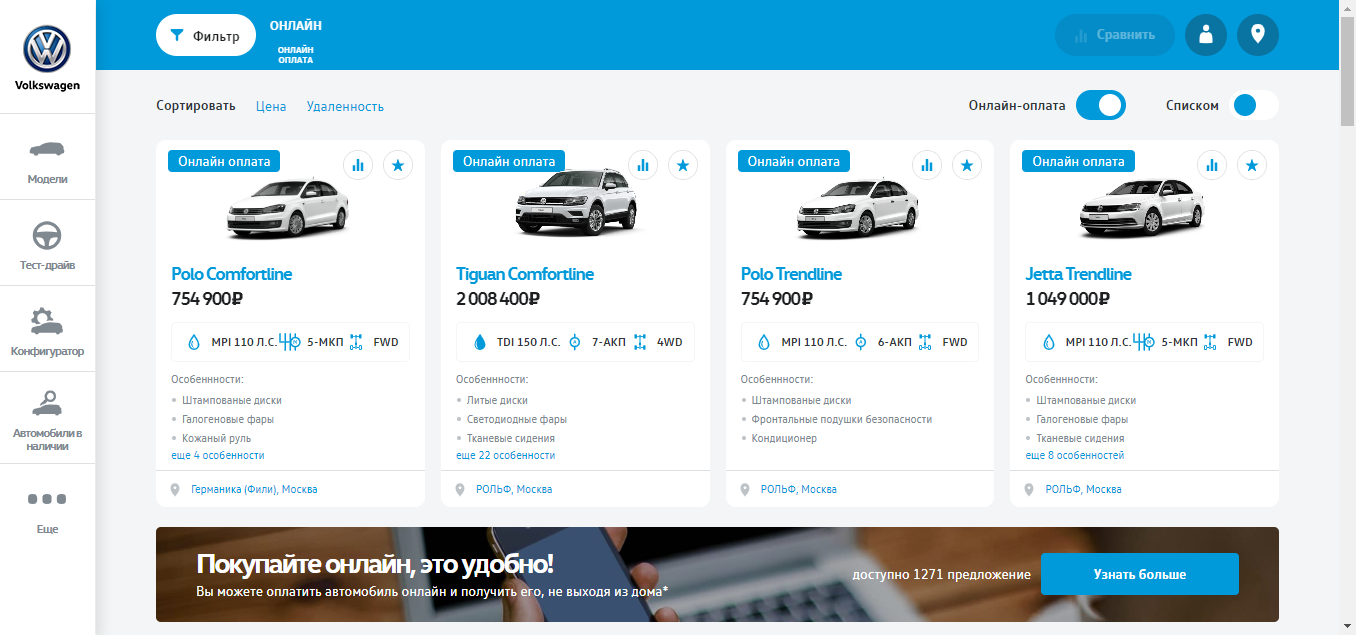 Volkswagen
Модели
Тест-драйв
Конфигуратор
Автомобили в
наличии
Еще
Фильтр
ОНЛАЙН
ОНЛАЙН
ОПЛАТА
Сравнить
Сортировать Цена Удаленность
Онлайн-оплата
Списком
Онлайн оплата
Polo Comfortline
754 900₽
MPI 110 Л.С. 5-МКП FWD
Особеннности:
Штампованые диски
Галогеновые фары
Кожаный руль
еще 4 особенности
Германика (Фили), Москва
Онлайн оплата
Tiguan Comfortline
2 008 400₽
TDI 150 Л.С. 7-АКП 4WD
Особеннности:
Литые диски
Светодиодные фары
Тканевые сидения
еще 22 особенности
РОЛЬФ, Москва
Онлайн оплата
Polo Trendline
754 900₽
MPI 110 Л.С. 6-АКП FWD
Особеннности:
Штампованые диски
Фронтальные подушки безопасности
Кондиционер
РОЛЬФ, Москва
Онлайн оплата
Jetta Trendline
1 049 000₽
MPI 110 Л.С. 5-МКП FWD
Особеннности:
Штампованые диски
Галогеновые фары
Тканевые сидения
еще 8 особенностей
РОЛЬФ, Москва
Покупайте онлайн, это удобно!
Вы можете оплатить автомобиль онлайн и получить его, не выходя из дома*
доступно 1271 предложение
Узнать больше